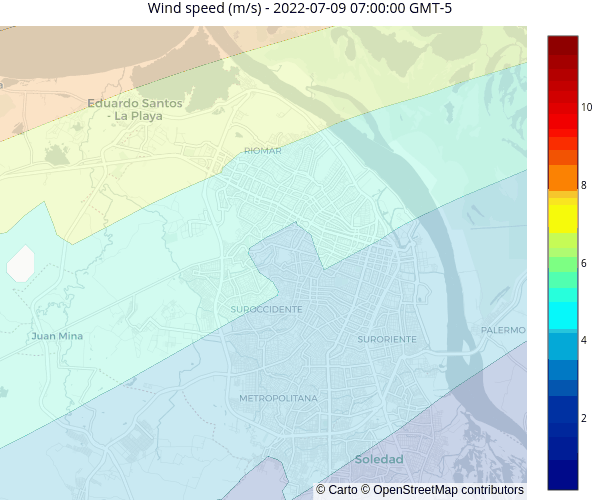 Wind speed (m/s) - 2022-07-09 07:00:00 GMT-5
Eduardo Santos
- La Playa
RIOMAR
SUROCCIDENTE
Juan Mina
SURORIENTE
PALERMO
METROPOLITANA
Soledad
10
8
6
4
2
© Carto © OpenStreetMap contributors